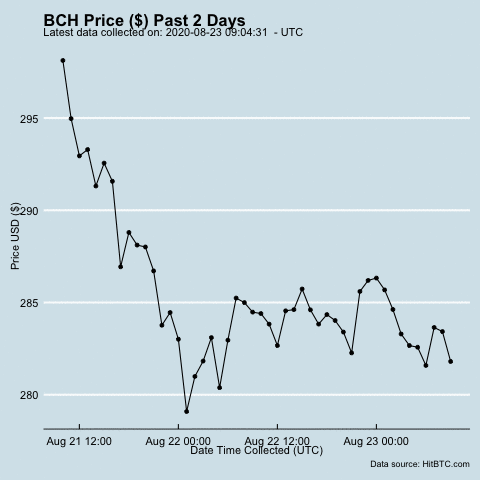 BCH Price ($) Past 2 Days
Latest data collected on: 2020-08-23 09:04:31 - UTC
295
290
285
280
Price USD ($)
Aug 21 12:00 Aug 22 00:00 Aug 22 12:00 Aug 23 00:00
Date Time Collected (UTC)
Data source: HitBTC.com